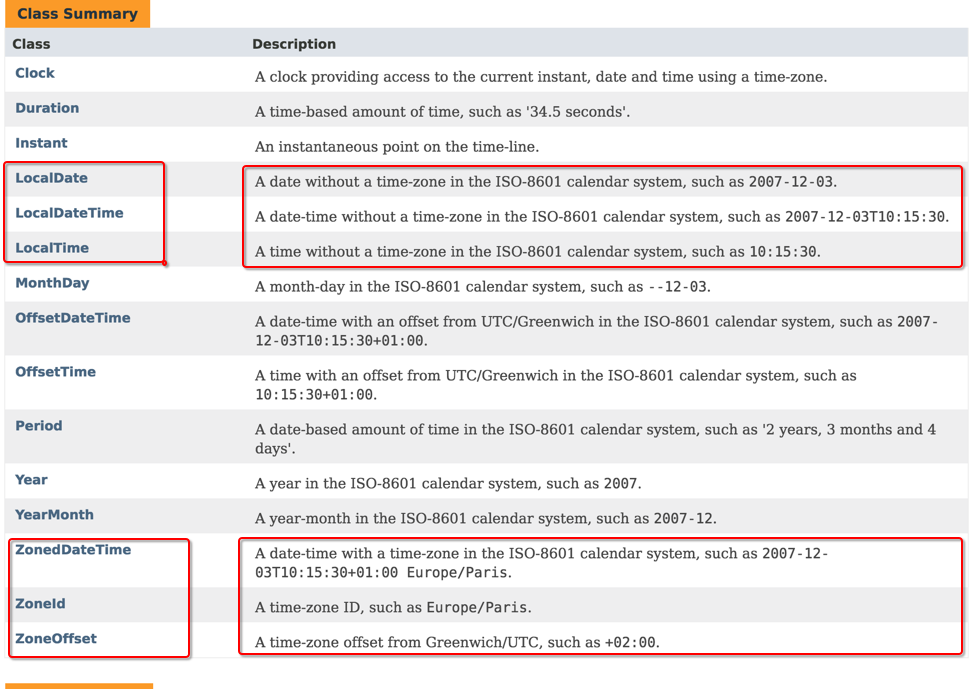 Class Summary
Class Description
Clock A clock providing access to the current instant, date and time using a time-zone.
Duration A time-based amount of time, such as '34.5 seconds'.
Instant An instantaneous point on the time-line.
LocalDate A date without a time-zone in the ISO-8601 calendar system, such as 2007-12-03.
LocalDateTime A date-time without a time-zone in the ISO-8601 calendar system, such as 2007-12-03T10:15:30.
LocalTime A time without a time-zone in the ISO-8601 calendar system, such as 10:15:30.
MonthDay A month-day in the ISO-8601 calendar system, such as --12-03.
OffsetDateTime A date-time with an offset from UTC/Greenwich in the ISO-8601 calendar system, such as 2007-
12-03T10:15:30+01:00.
OffsetTime A time with an offset from UTC/Greenwich in the ISO-8601 calendar system, such as
10:15:30+01:00.
Period A date-based amount of time in the ISO-8601 calendar system, such as '2 years, 3 months and 4
days'.
Year A year in the ISO-8601 calendar system, such as 2007.
YearMonth A year-month in the ISO-8601 calendar system, such as 2007-12.
ZonedDateTime A date-time with a time-zone in the ISO-8601 calendar system, such as 2007-12-
03T10:15:30+01:00 Europe/Paris.
ZoneId A time-zone ID, such as Europe/Paris.
ZoneOffset A time-zone offset from Greenwich/UTC, such as +02:00.